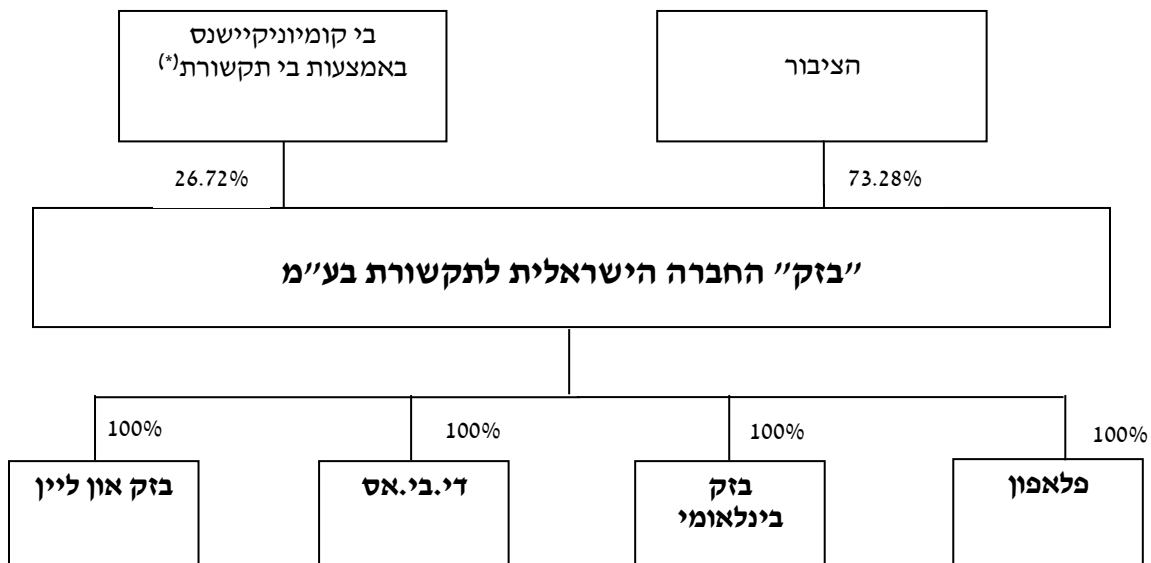 הציבור
בי קומיוניקיישנס
באמצעות בי תקשורת(*)
73.28%
26.72%
"בזק" החברה הישראלית לתקשורת בע"מ
100%
100%
100%
100%
פלאפון
בזק
בינלאומי
די.בי.אס
בזק און ליין